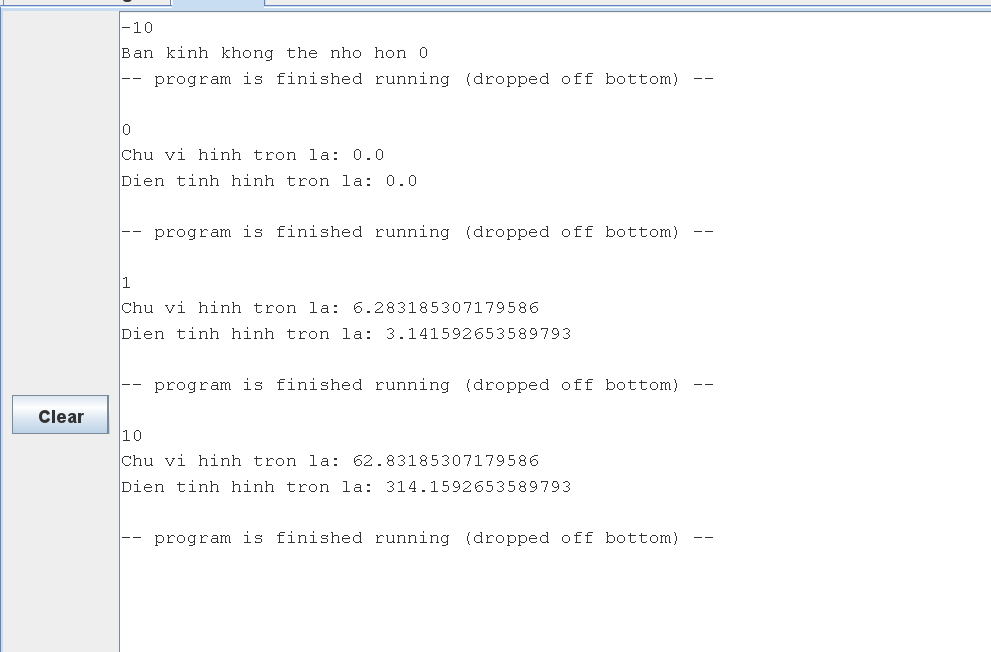 -10
Ban kinh khong the nho hon 0
-- program is finished running (dropped off bottom) --
0
Chu vi hinh tron la: 0.0
Dien tinh hinh tron la: 0.0
-- program is finished running (dropped off bottom) --
1
Chu vi hinh tron la: 6.283185307179586
Dien tinh hinh tron la: 3.141592653589793
-- program is finished running (dropped off bottom) --
Clear
10
Chu vi hinh tron la: 62.83185307179586
Dien tinh hinh tron la: 314.1592653589793
-- program is finished running (dropped off bottom) --